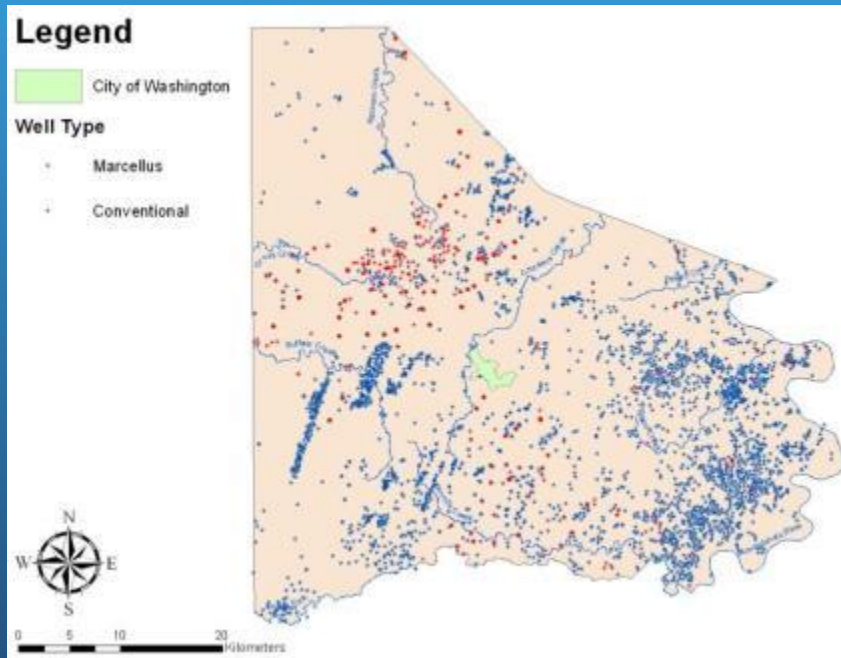 Legend
City of Washington
Well Type
Marcellus
Conventional
N
W E
S
0 5 10 20
Kilometers